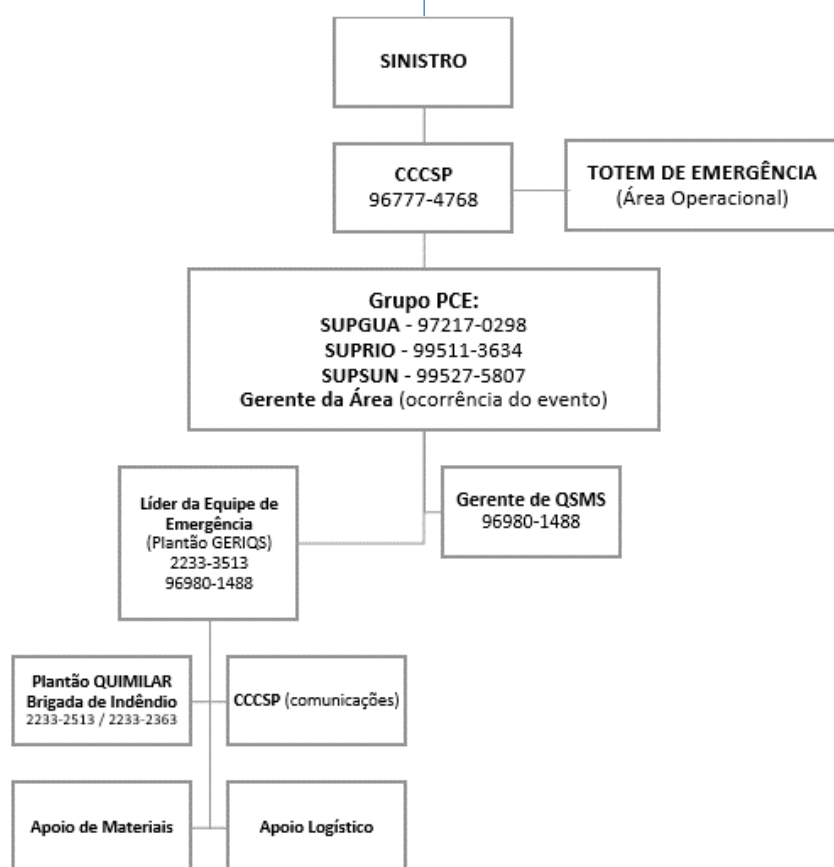 SINISTRO
CCCSP
96777-4768
TOTEM DE EMERGÊNCIA
(Área Operacional)
Grupo PCE:
SUPGUA - 97217-0298
SUPRIO - 99511-3634
SUPSUN - 99527-5807
Gerente da Área (ocorrência do evento)
Líder da Equipe de
Emergência
(Plantão GERIQS)
2233-3513
96980-1488
Gerente de QSMS
96980-1488
Plantão QUIMILAR
Brigada de Indêndio
2233-2513 / 2233-2363
CCCSP (comunicações)
Apoio de Materiais
Apoio Logístico